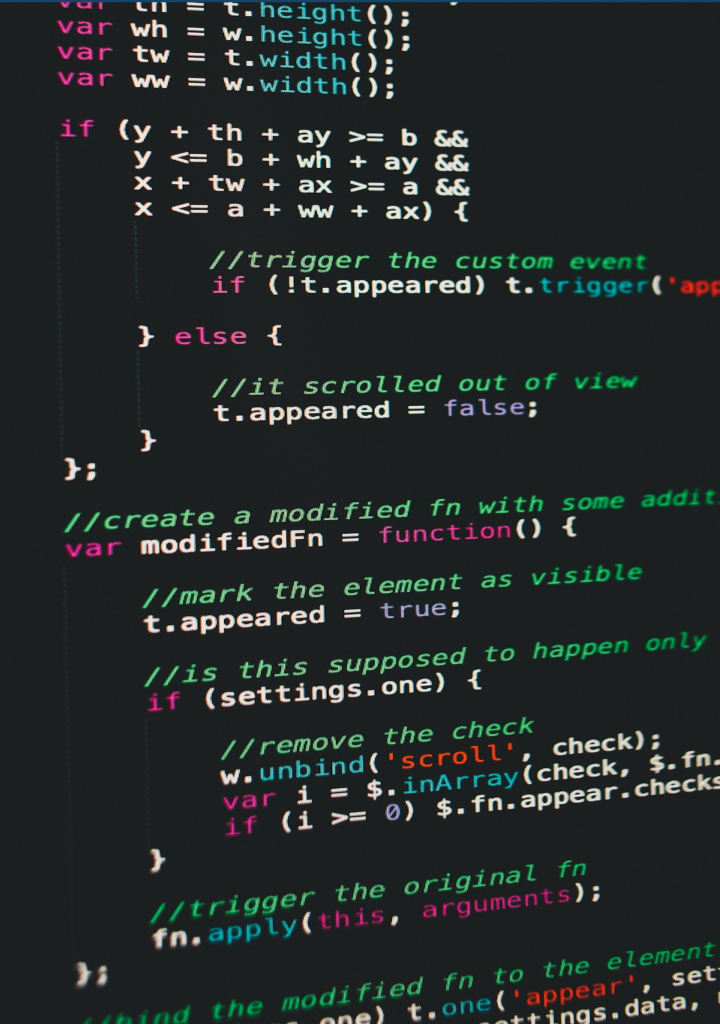 var th = t.height();
var wh = w.height();
var tw = t.width();
var ww = w.width();
if (y + th + ay >= b &&
y <= b + wh + ay &&
x + tw + ax >= a &&
x <= a + ww + ax) {
//trigger the custom event
if (!t.appeared) t.trigger('app
} else {
//it scrolled out of view
t.appeared = false;
}
};
//create a modified fn with some addit
var modifiedFn = function() {
//mark the element as visible
t.appeared = true;
//is this supposed to happen only
if (settings.one) {
//remove the check
w.unbind('scroll', check);
var i = $.inArray(check, $.fn.
if (i >= 0) $.fn.appear.checks
}
//trigger the original fn
fn.apply(this, arguments);
};
//bind the modified fn to the element
one) t.one('appear', sett
ttings.data,